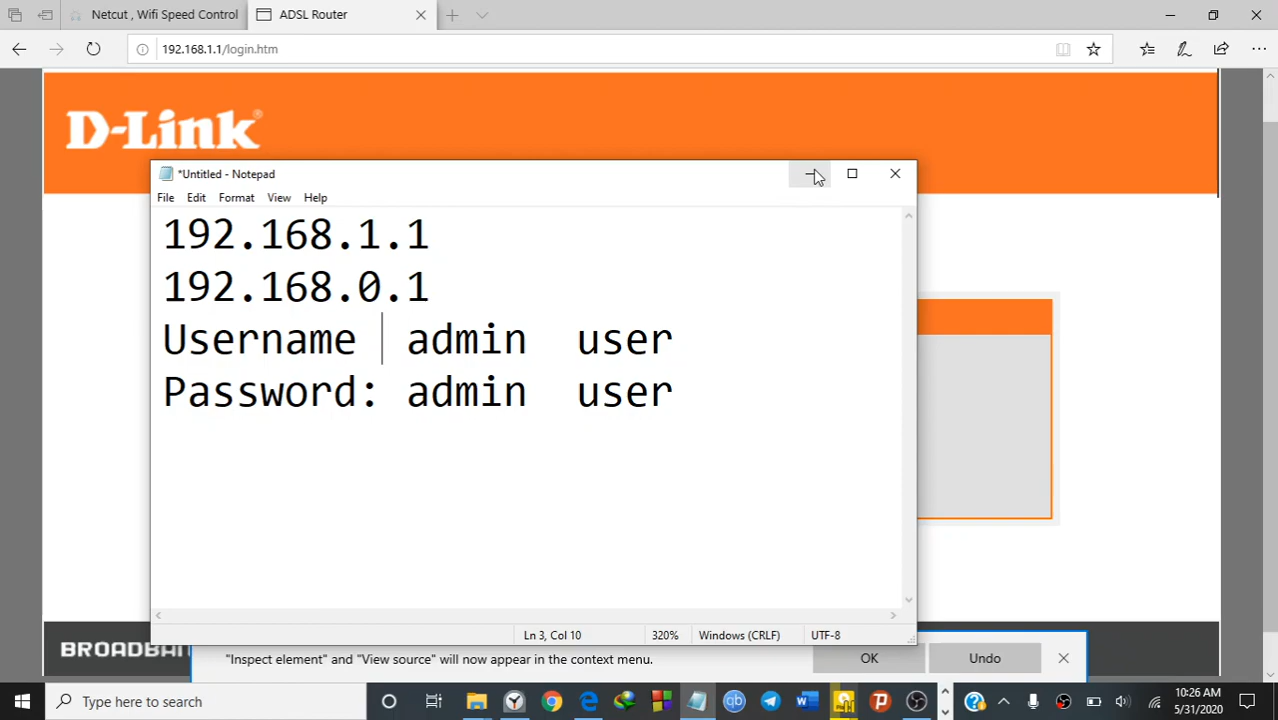 Netcut , Wifi Speed Control
ADSL Router
192.168.1.1/login.htm
D-Link®
*Untitled - Notepad
File Edit Format View Help
192.168.1.1
192.168.0.1
Username admin user
Password: admin user
Ln 3, Col 10 320% Windows (CRLF) UTF-8
"Inspect element" and "View source" will now appear in the context menu.
OK
Undo
Type here to search
10:26 AM
5/31/2020